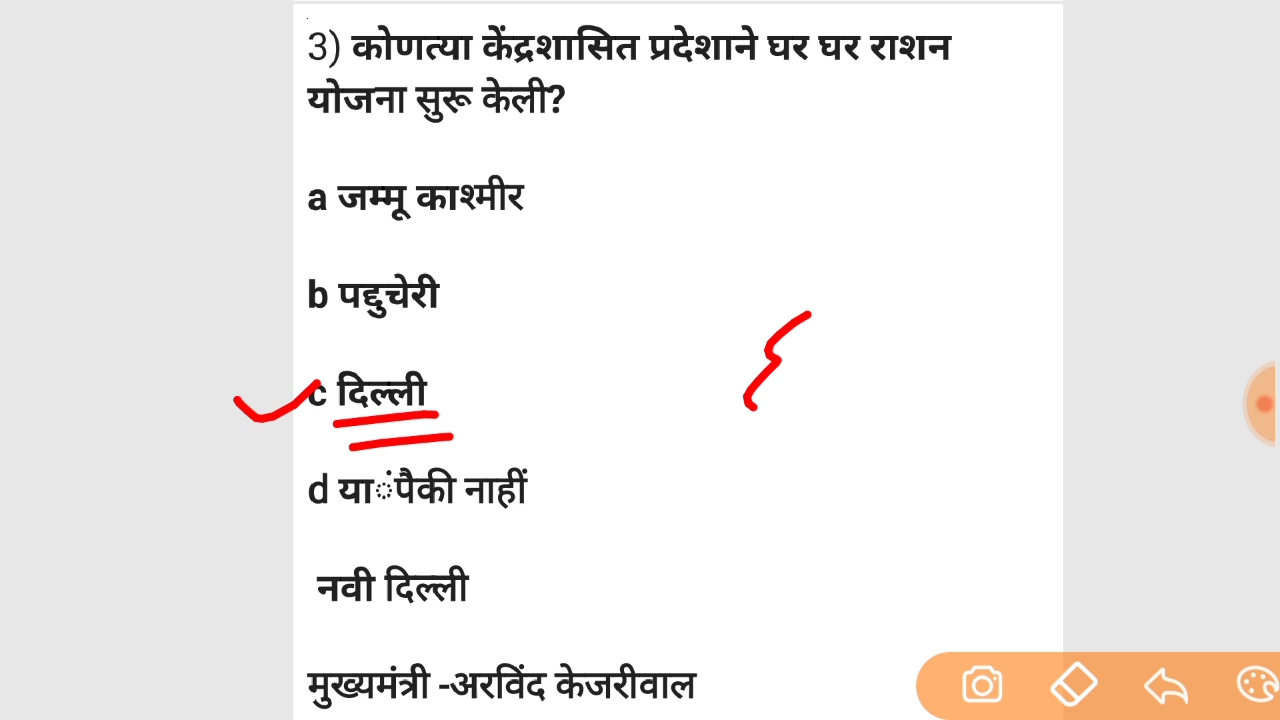 3) कोणत्या केंद्रशासित प्रदेशाने घर घर राशन
योजना सुरू केली?
a जम्मू काश्मीर
b पद्दुचेरी
c दिल्ली
d यांपैकी नाहीं
नवी दिल्ली
मुख्यमंत्री -अरविंद केजरीवाल